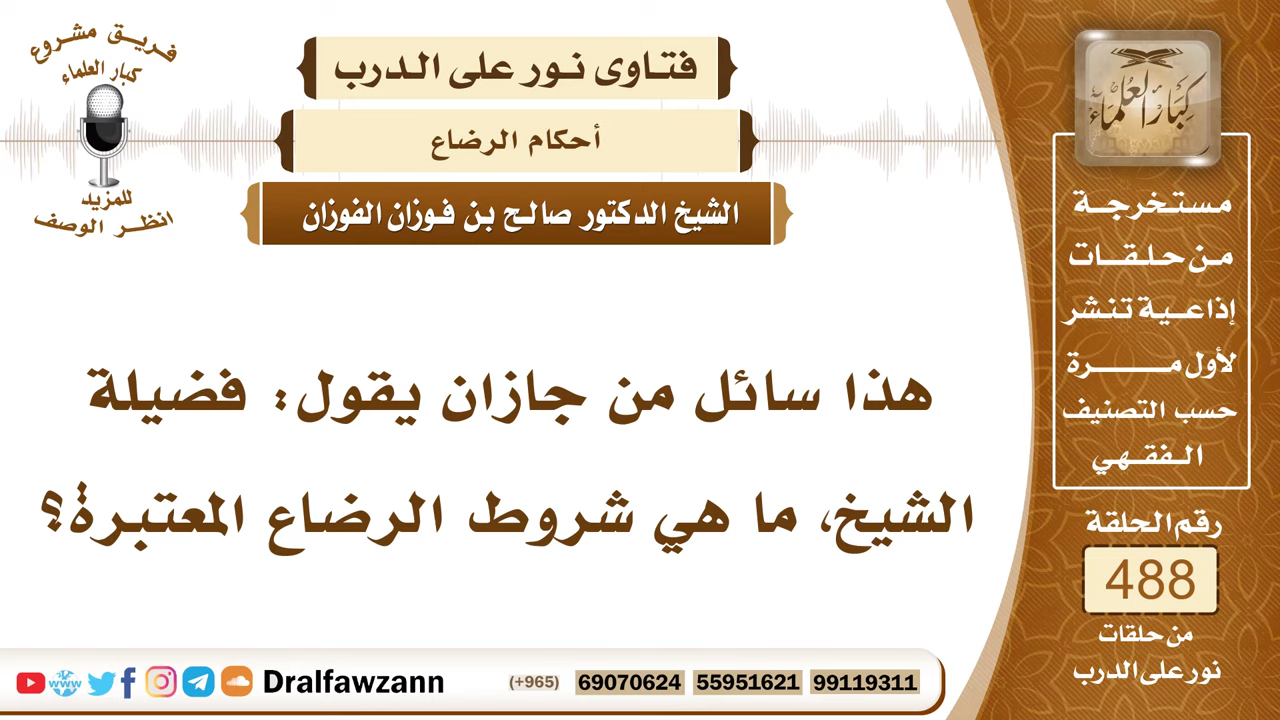 فريق مشروع
كبار العلماء
للمزيد
انظر الوصف
فتاوى نور على الدرب
أحكام الرضاع
الشيخ الدكتور صالح بن فوزان الفوزان
هذا سائل من جازان يقول: فضيلة
الشيخ، ما هي شروط الرضاع المعتبرة؟
كبار العلماء
مستخرجة
من حلقات
إذاعية تنشر
لأول مرة
حسب التصنيف
الفقهي
رقم الحلقة
488
من حلقات
نور على الدرب
www
Dralfawzann
(+965) 69070624 55951621 99119311